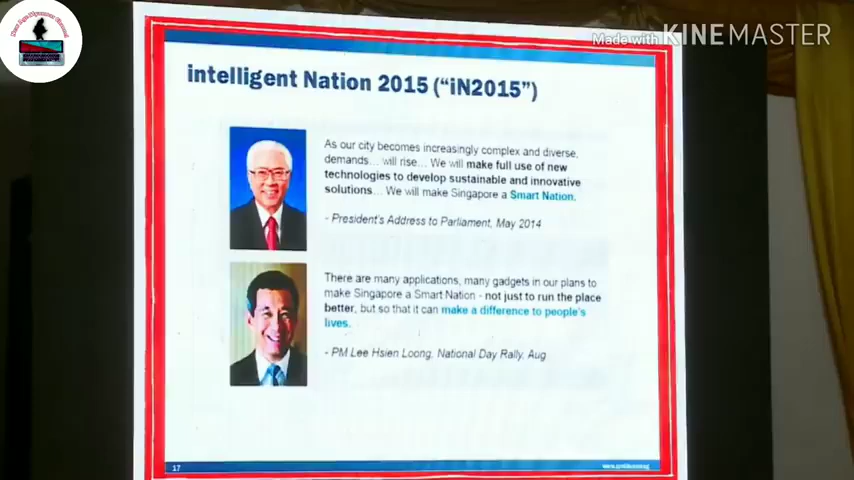 Made with KINEMASTER
intelligent Nation 2015 ("iN2015")
As our city becomes increasingly complex and diverse,
demands... will rise... We will make full use of new
technologies to develop sustainable and innovative
solutions... We will make Singapore a Smart Nation.
- President's Address to Parliament, May 2014
There are many applications, many gadgets in our plans to
make Singapore a Smart Nation - not just to run the place
better, but so that it can make a difference to people's
lives.
- PM Lee Hsien Loong, National Day Rally, Aug
17